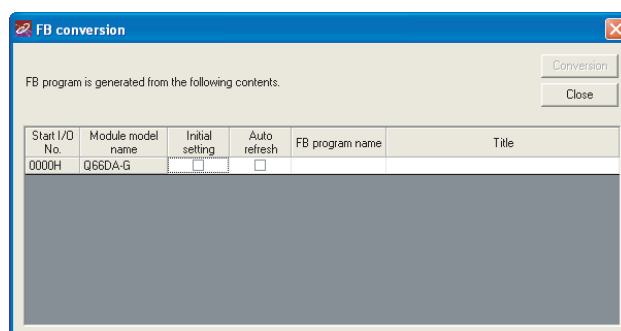 FB conversion
Conversion
FB program is generated from the following contents.
Close
Start I/O No. Module model name Initial setting Auto refresh FB program name Title
0000H Q66DA-G